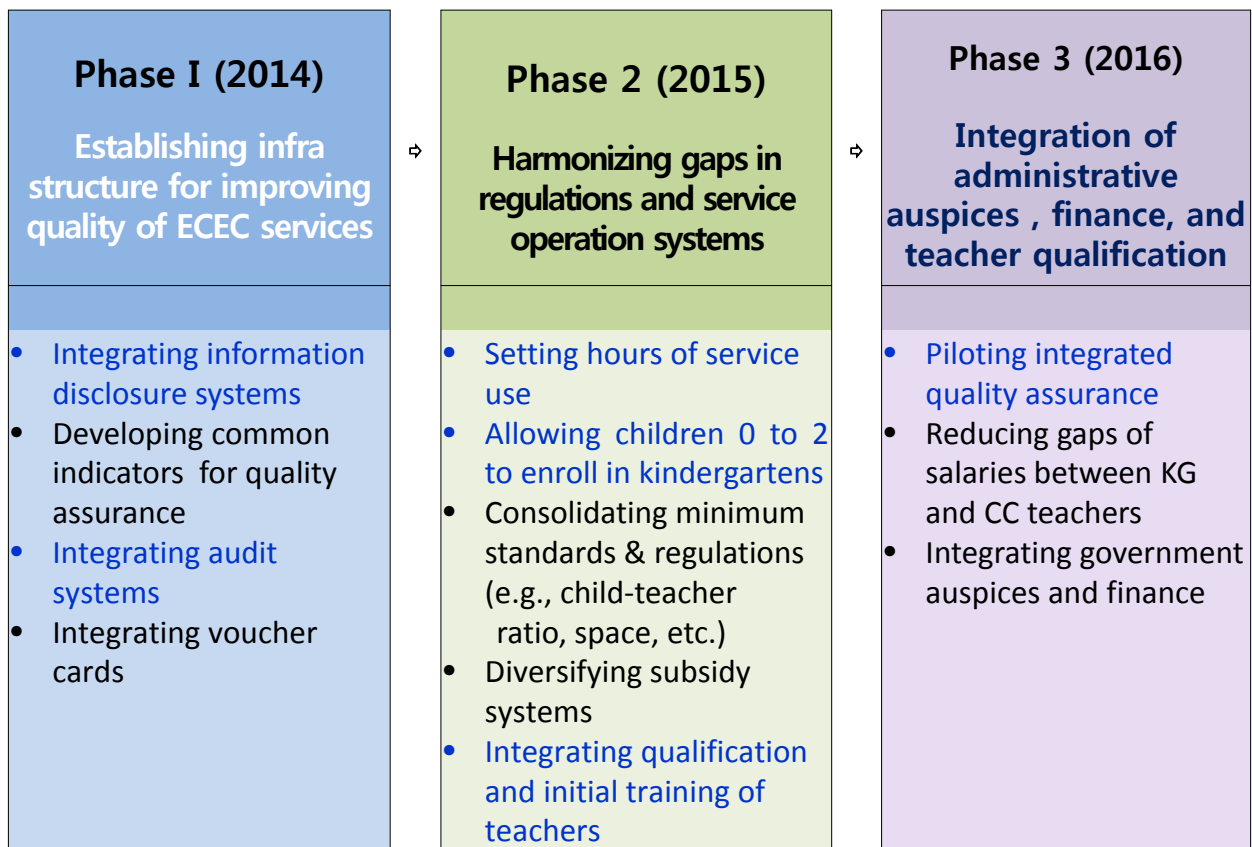 Phase I (2014)
Establishing infra
structure for improving
quality of ECEC services
• Integrating information
disclosure systems
• Developing common
indicators for quality
assurance
• Integrating audit
systems
• Integrating voucher
cards
⇨
Phase 2 (2015)
Harmonizing gaps in
regulations and service
operation systems
• Setting hours of service
use
• Allowing children 0 to 2
to enroll in kindergartens
• Consolidating minimum
standards & regulations
(e.g., child-teacher
ratio, space, etc.)
• Diversifying subsidy
systems
• Integrating qualification
and initial training of
teachers
⇨
Phase 3 (2016)
Integration of
administrative
auspices , finance, and
teacher qualification
• Piloting integrated
quality assurance
• Reducing gaps of
salaries between KG
and CC teachers
• Integrating government
auspices and finance